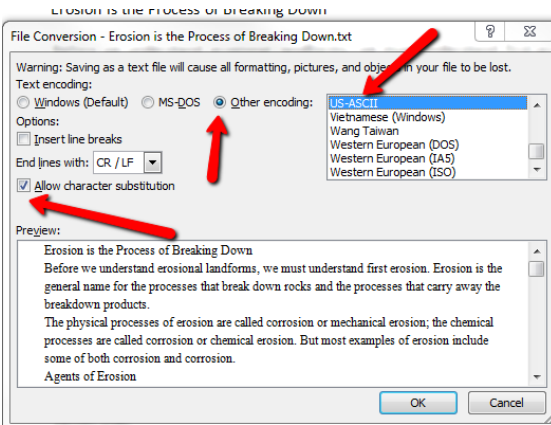 Erosion is the Process of Breaking Down
File Conversion - Erosion is the Process of Breaking Down.txt
Warning: Saving as a text file will cause all formatting, pictures, and objects in your file to be lost.
Text encoding:
Windows (Default) MS-DOS Other encoding:
US-ASCII
Vietnamese (Windows)
Wang Taiwan
Western European (DOS)
Western European (IA5)
Western European (ISO)
Options:
Insert line breaks
End lines with: CR / LF
Allow character substitution
Preview:
Erosion is the Process of Breaking Down
Before we understand erosional landforms, we must understand first erosion. Erosion is the
general name for the processes that break down rocks and the processes that carry away the
breakdown products.
The physical processes of erosion are called corrosion or mechanical erosion; the chemical
processes are called corrosion or chemical erosion. But most examples of erosion include
some of both corrosion and corrosion.
Agents of Erosion
OK Cancel